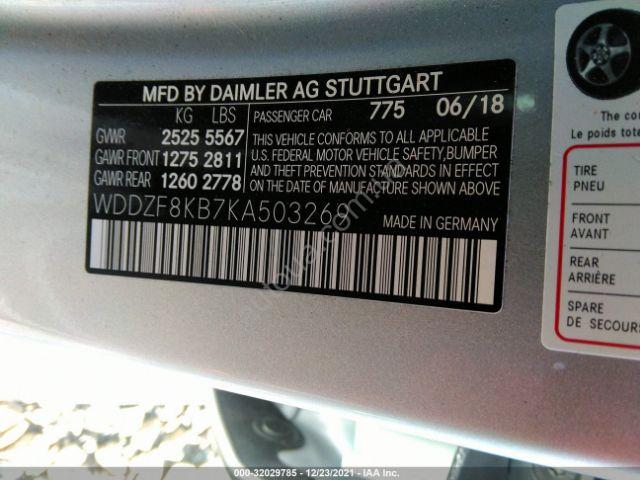 MFD BY DAIMLER AG STUTTGART
KG LBS
GVWR 2525 5567
GAWR FRONT 1275 2811
GAWR REAR 1260 2778
PASSENGER CAR 775 06/18
THIS VEHICLE CONFORMS TO ALL APPLICABLE
U.S. FEDERAL MOTOR VEHICLE SAFETY,BUMPER
AND THEFT PREVENTION STANDARDS IN EFFECT
ON THE DATE OF MANUFACTURE SHOWN ABOVE
WDDZF8KB7KA503269
MADE IN GERMANY
The co
Le poids tota
TIRE
PNEU
FRONT
AVANT
REAR
ARRIÈRE
SPARE
DE SECOURS
000-32029785 - 12/23/2021 - IAA